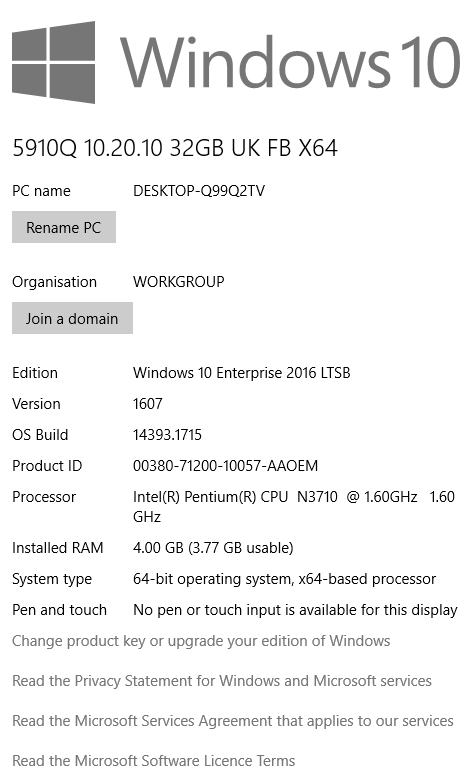 Windows 10
5910Q 10.20.10 32GB UK FB X64
PC name DESKTOP-Q99Q2TV
Rename PC
Organisation WORKGROUP
Join a domain
Edition Windows 10 Enterprise 2016 LTSB
Version 1607
OS Build 14393.1715
Product ID 00380-71200-10057-AAOEM
Processor Intel(R) Pentium(R) CPU N3710 @ 1.60GHz 1.60
GHz
Installed RAM 4.00 GB (3.77 GB usable)
System type 64-bit operating system, x64-based processor
Pen and touch No pen or touch input is available for this display
Change product key or upgrade your edition of Windows
Read the Privacy Statement for Windows and Microsoft services
Read the Microsoft Services Agreement that applies to our services
Read the Microsoft Software Licence Terms